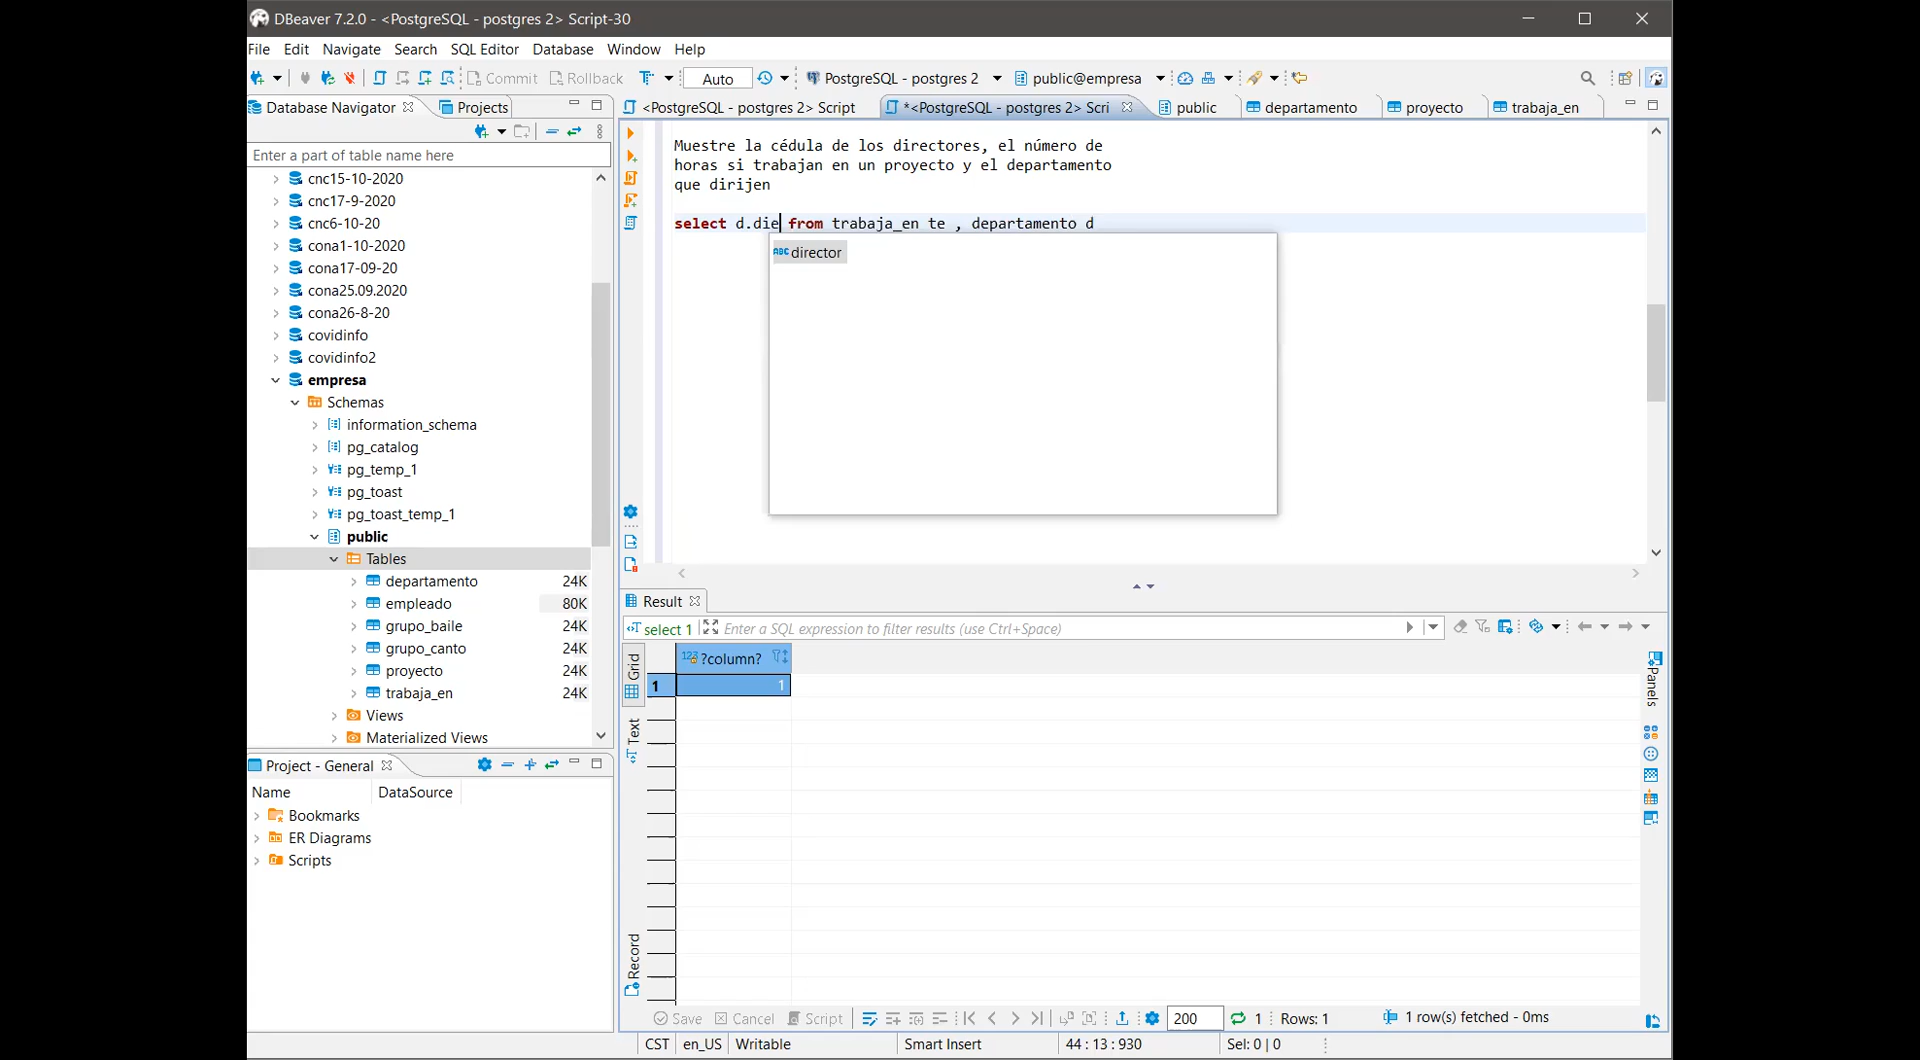 DBeaver 7.2.0 - <PostgreSQL - postgres 2> Script-30
File Edit Navigate Search SQL Editor Database Window Help
Commit Rollback Auto PostgreSQL - postgres 2 public@empresa
Database Navigator Projects
<PostgreSQL - postgres 2> Script *<PostgreSQL - postgres 2> Scri public departamento proyecto trabaja_en
Enter a part of table name here
cnc15-10-2020
cnc17-9-2020
cnc6-10-20
cona1-10-2020
cona17-09-20
cona25.09.2020
cona26-8-20
covidinfo
covidinfo2
empresa
Schemas
information_schema
pg_catalog
pg_temp_1
pg_toast
pg_toast_temp_1
public
Tables
departamento 24K
empleado 80K
grupo_baile 24K
grupo_canto 24K
proyecto 24K
trabaja_en 24K
Views
Materialized Views
Project - General
Name DataSource
Bookmarks
ER Diagrams
Scripts
Muestre la cédula de los directores, el número de
horas si trabajan en un proyecto y el departamento
que dirijen
select d.die from trabaja_en te , departamento d
ABC director
Result
select 1 Enter a SQL expression to filter results (use Ctrl+Space)
Grid
Text
Record
123 ?column?
1 1
Panels
Save Cancel Script 200 1 Rows: 1 1 row(s) fetched - 0ms
CST en_US Writable Smart Insert 44 : 13 : 930 Sel: 0 | 0